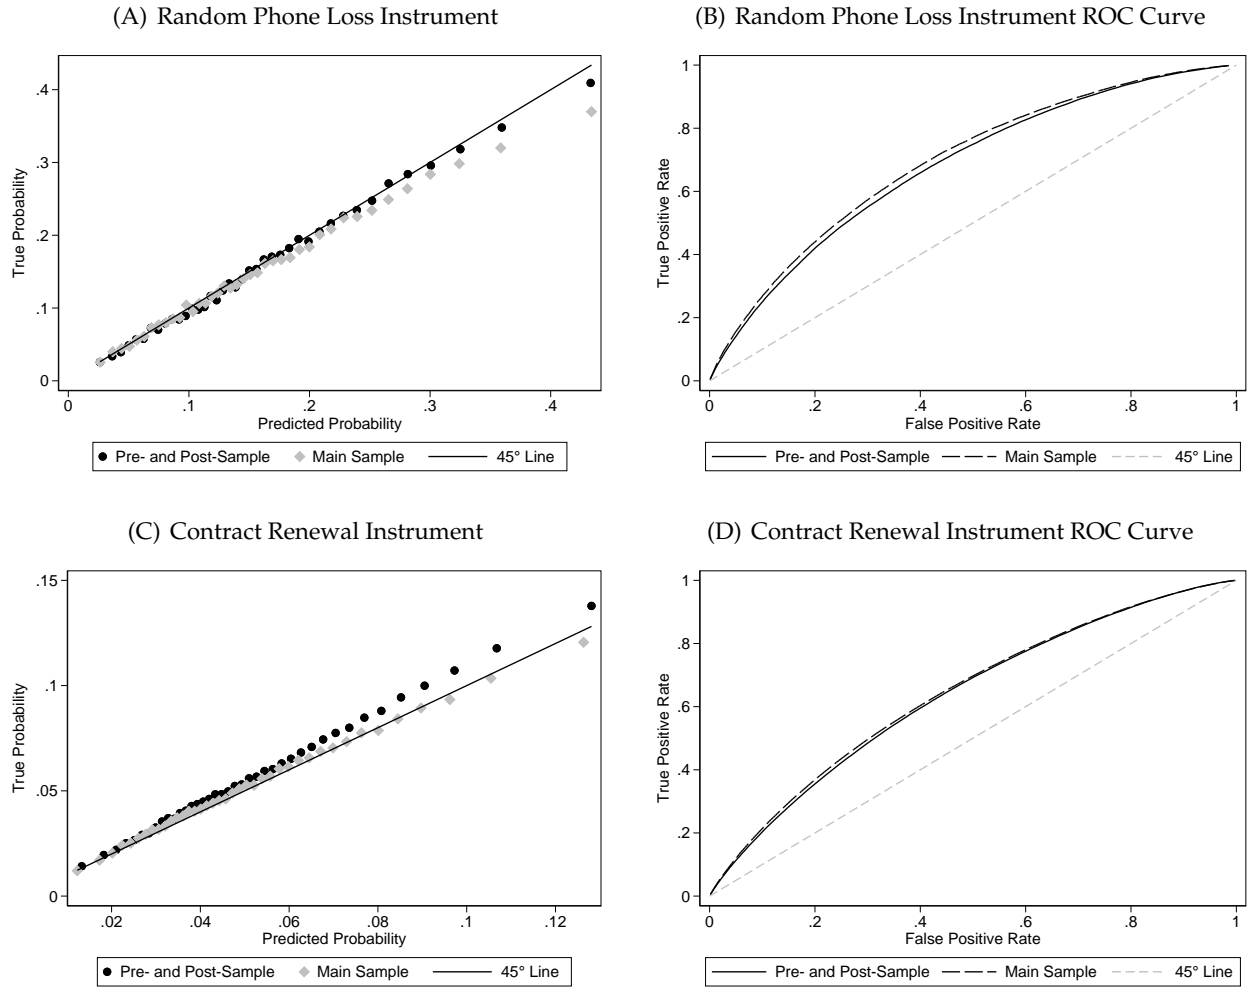 (A) Random Phone Loss Instrument
.4
.3
.2
.1
0
True Probability
0 .1 .2 .3 .4
Predicted Probability
Pre- and Post-Sample Main Sample 45° Line
(B) Random Phone Loss Instrument ROC Curve
1
.8
.6
.4
.2
0
True Positive Rate
0 .2 .4 .6 .8 1
False Positive Rate
Pre- and Post-Sample Main Sample 45° Line
(C) Contract Renewal Instrument
.15
.1
.05
0
True Probability
.02 .04 .06 .08 .1 .12
Predicted Probability
Pre- and Post-Sample Main Sample 45° Line
(D) Contract Renewal Instrument ROC Curve
1
.8
.6
.4
.2
0
True Positive Rate
0 .2 .4 .6 .8 1
False Positive Rate
Pre- and Post-Sample Main Sample 45° Line